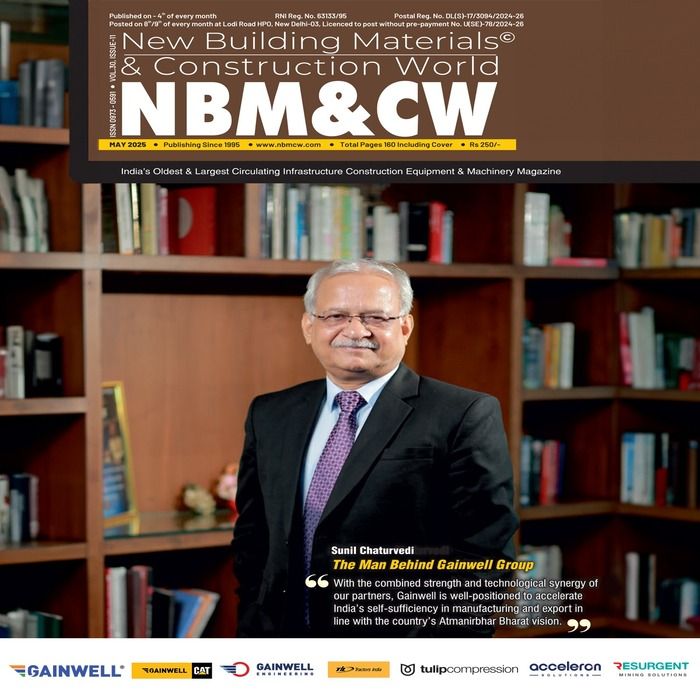 Published on - 4th of every month RNI Reg. No. 63133/95 Postal Reg. No. DL(S)-17/3094/2024-26
Posted on 8th/9th of every month at Lodi Road HPO, New Delhi-03, Licenced to post without pre-payment No. U(SE)-78/2024-26
ISSN 0973 - 0591 • VOL.30, ISSUE-11
New Building Materials©
& Construction World
NBM&CW
MAY 2025 • Publishing Since 1995 • www.nbmcw.com • Total Pages 160 Including Cover • Rs 250/-
India's Oldest & Largest Circulating Infrastructure Construction Equipment & Machinery Magazine
Sunil Chaturvedi
The Man Behind Gainwell Group
“ With the combined strength and technological synergy of
our partners, Gainwell is well-positioned to accelerate
India's self-sufficiency in manufacturing and export in
line with the country's Atmanirbhar Bharat vision. ”
GAINWELL®
GAINWELL CAT
GAINWELL ENGINEERING
Tractors India
tulipcompression
acceleron SOLUTIONS
RESURGENT MINING SOLUTIONS